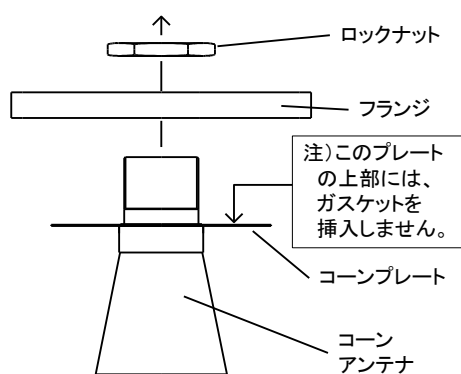 ロックナット
フランジ
注)このプレート
の上部には、
ガスケットを
挿入しません。
コーンプレート
コーン
アンテナ